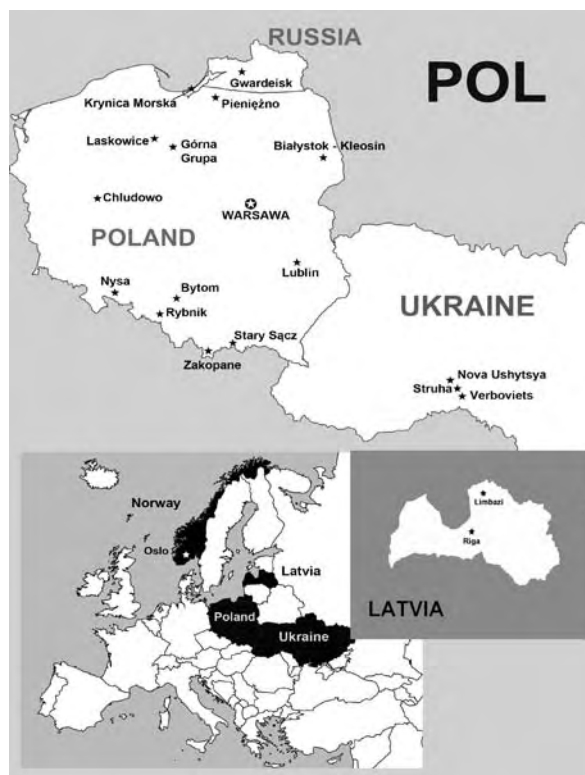 RUSSIA
POL
Gwardeisk
Krynica Morska
Pieniężno
Laskowice
Górna
Grupa
Białystok - Kleosin
Chludowo
WARSAWA
POLAND
Lublin
Nysa
Bytom
Rybnik
UKRAINE
Stary Sącz
Zakopane
Nova Ushytsya
Struha
Verboviets
Norway
Oslo
Latvia
Poland
Ukraine
Limbazi
Riga
LATVIA